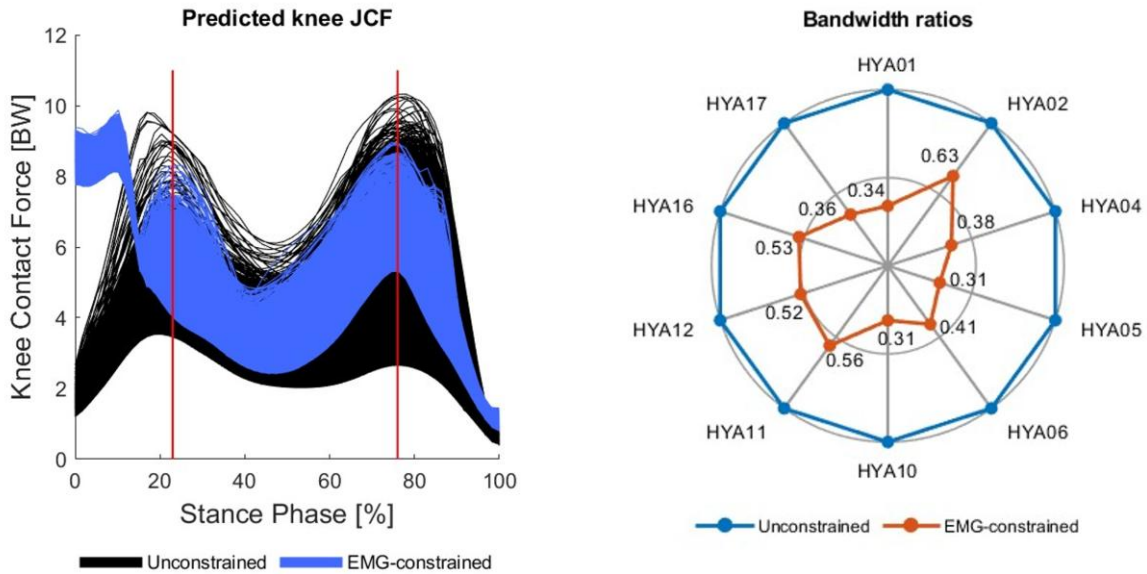 Predicted knee JCF
Knee Contact Force [BW]
12
10
8
6
4
2
0
0 20 40 60 80 100
Stance Phase [%]
Unconstrained EMG-constrained
Bandwidth ratios
HYA01
HYA17 HYA02
0.63
0.34
0.36 0.38
HYA16 HYA04
0.53
0.31
0.52
HYA12 HYA05
0.31 0.41
0.56
HYA11 HYA06
HYA10
Unconstrained EMG-constrained